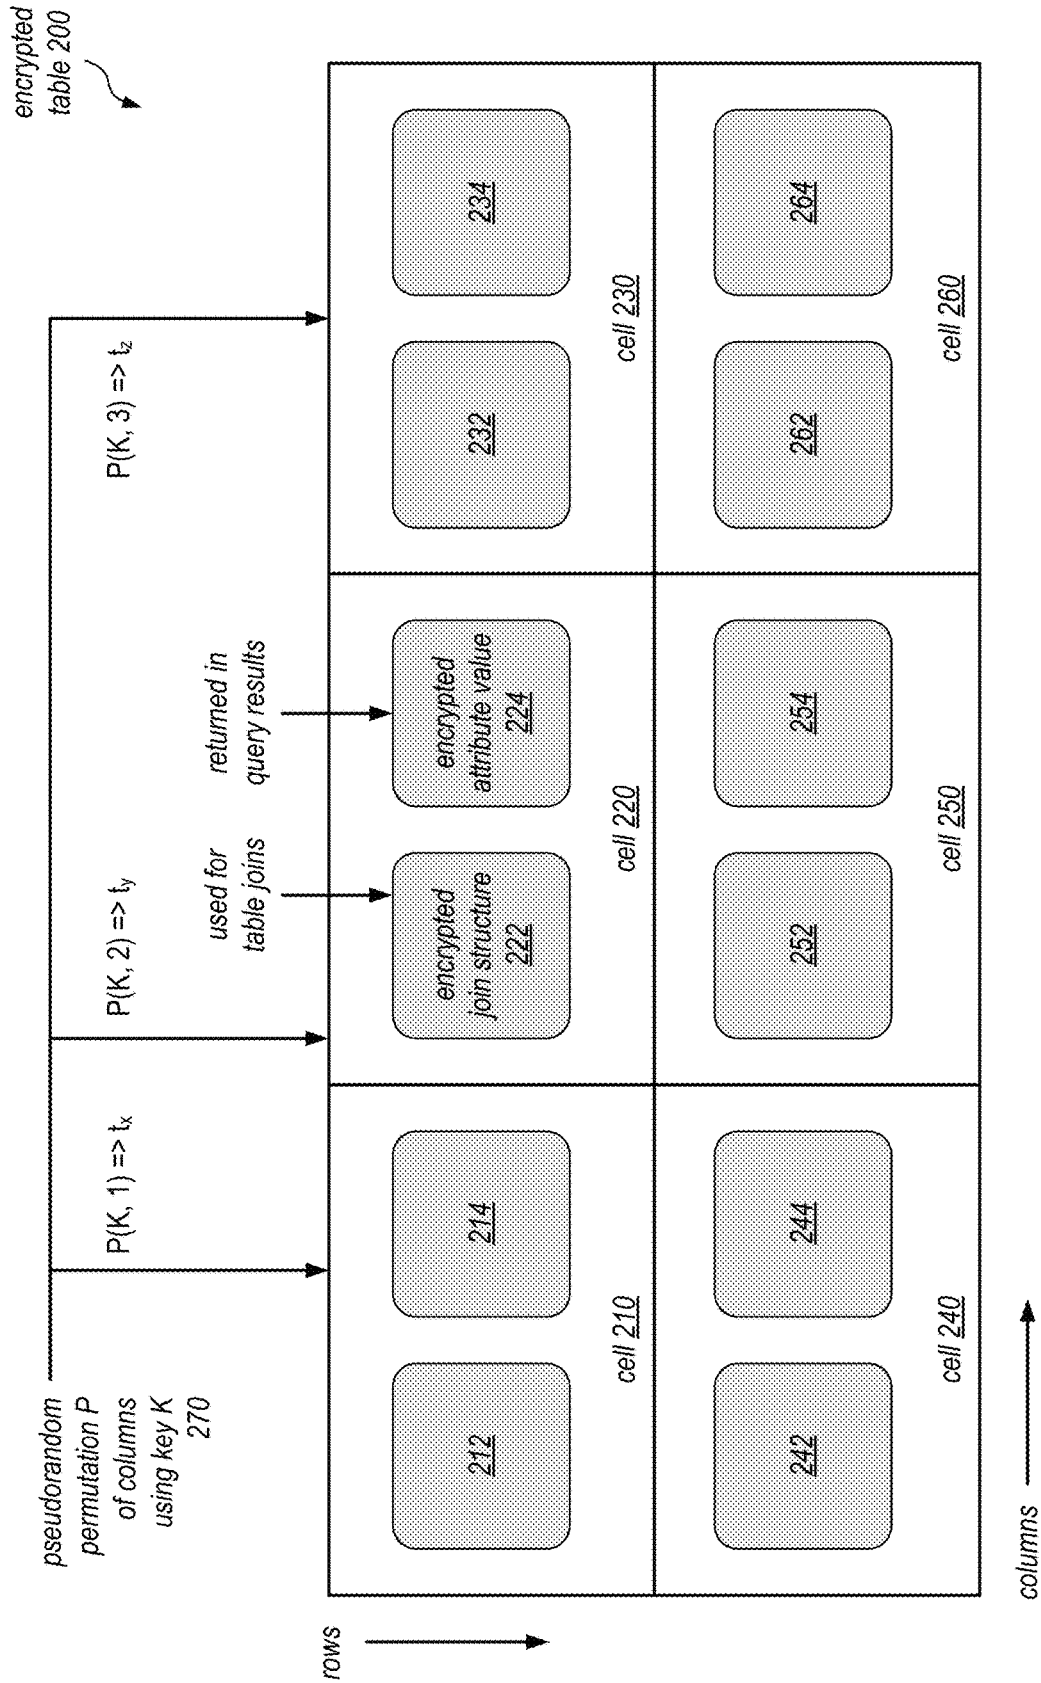 encrypted
table 200
pseudorandom
permutation P
of columns
using key K
270
P(K, 1) => tx
P(K, 2) => ty
P(K, 3) => tz
used for
table joins
returned in
query results
rows
212
214
cell 210
encrypted
join structure
222
encrypted
attribute value
224
cell 220
232
234
cell 230
242
244
cell 240
252
254
cell 250
262
264
cell 260
columns